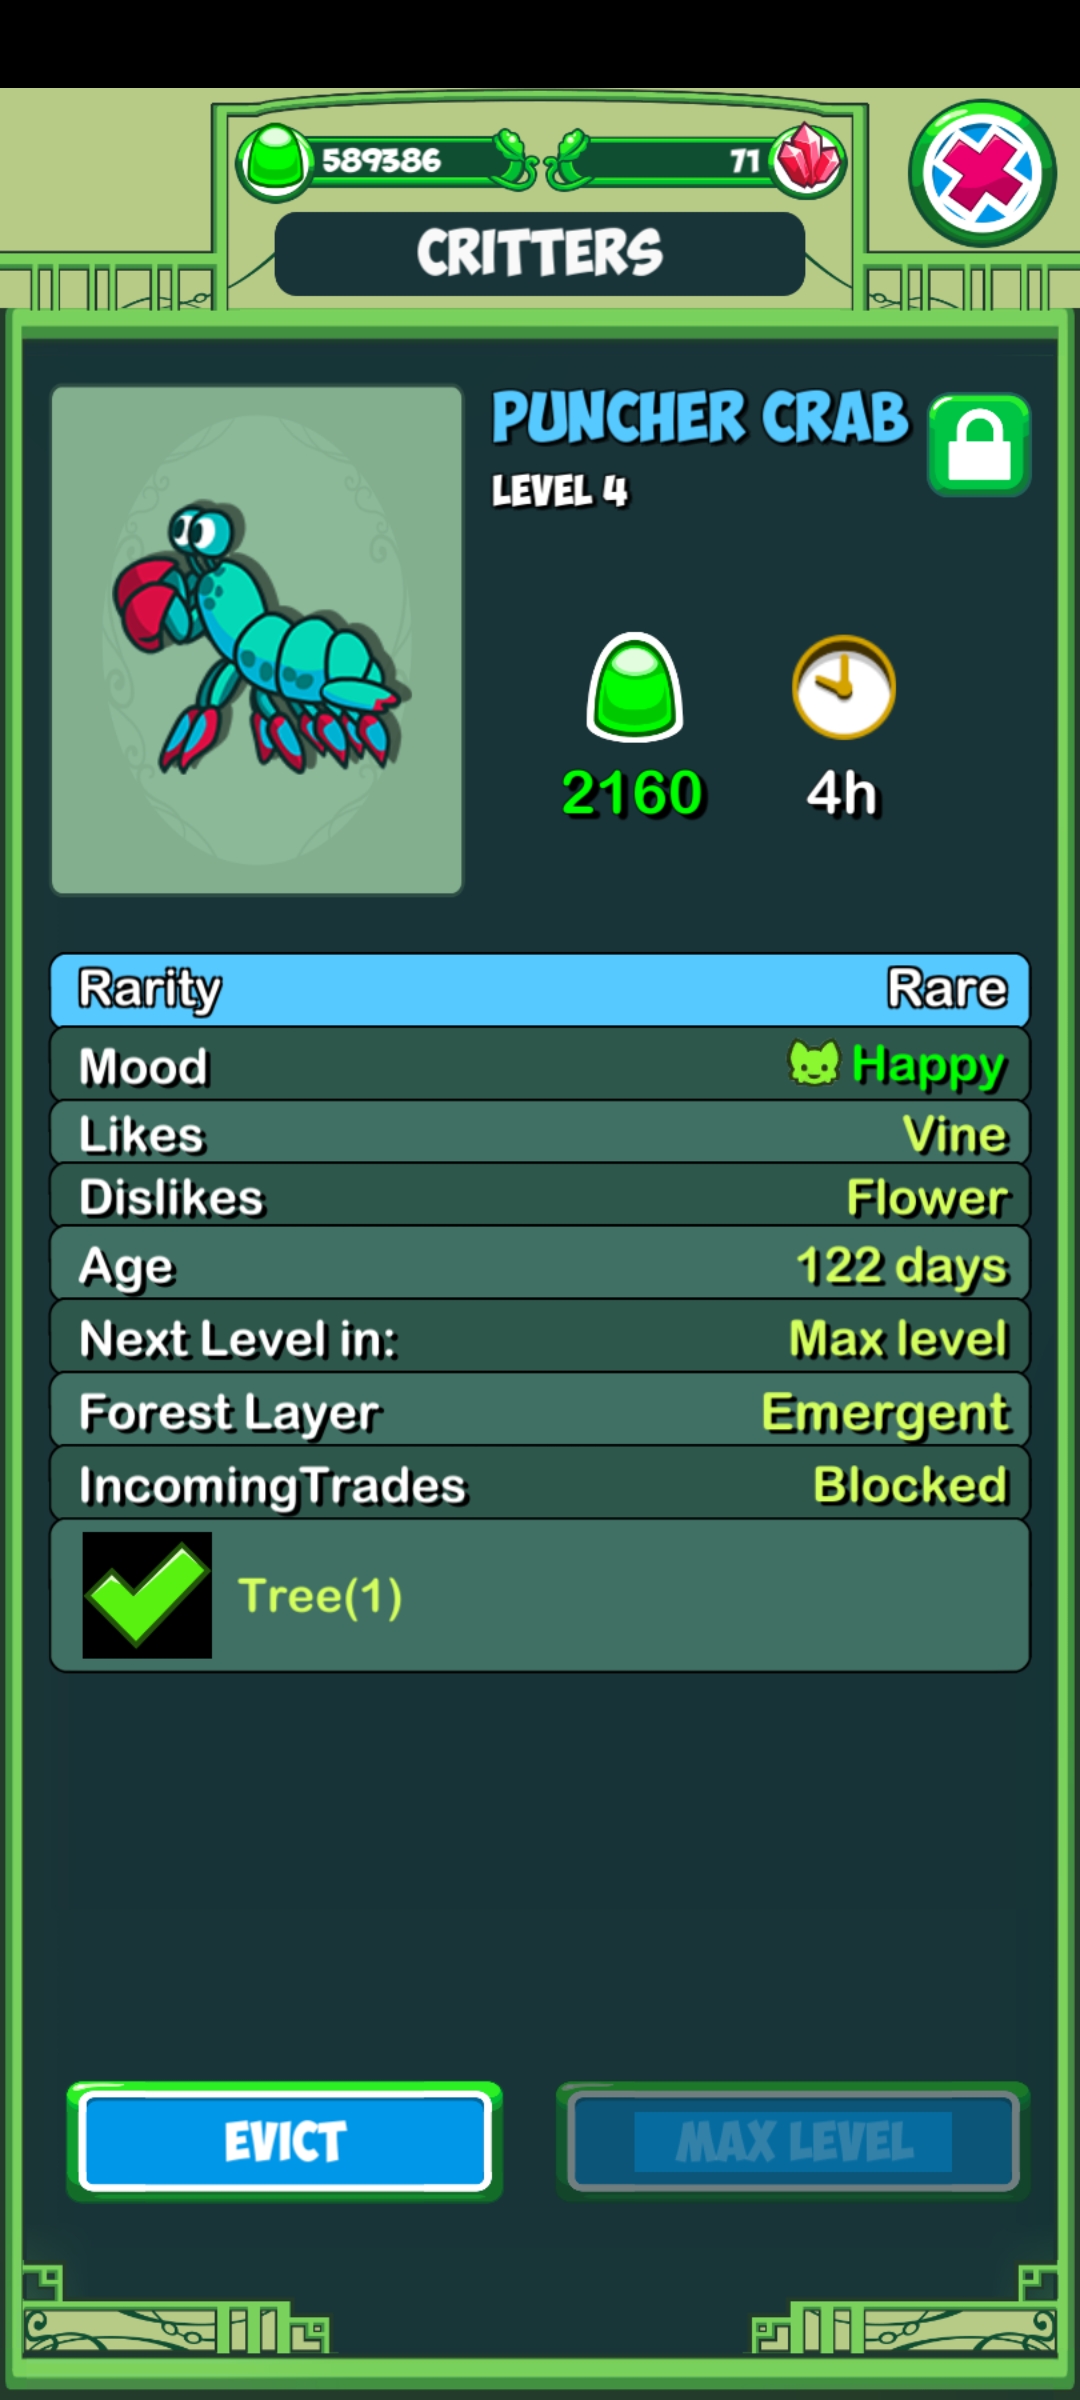 589386
71
CRITTERS
PUNCHER CRAB
LEVEL 4
2160
4h
Rarity Rare
Mood Happy
Likes Vine
Dislikes Flower
Age 122 days
Next Level in: Max level
Forest Layer Emergent
IncomingTrades Blocked
Tree(1)
EVICT
MAX LEVEL